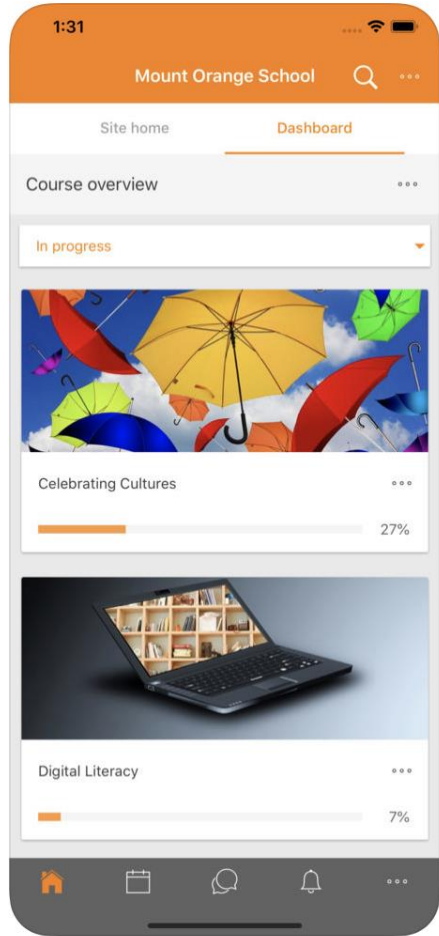 1:31
Mount Orange School
Site home
Dashboard
Course overview
In progress
Celebrating Cultures
27%
Digital Literacy
7%